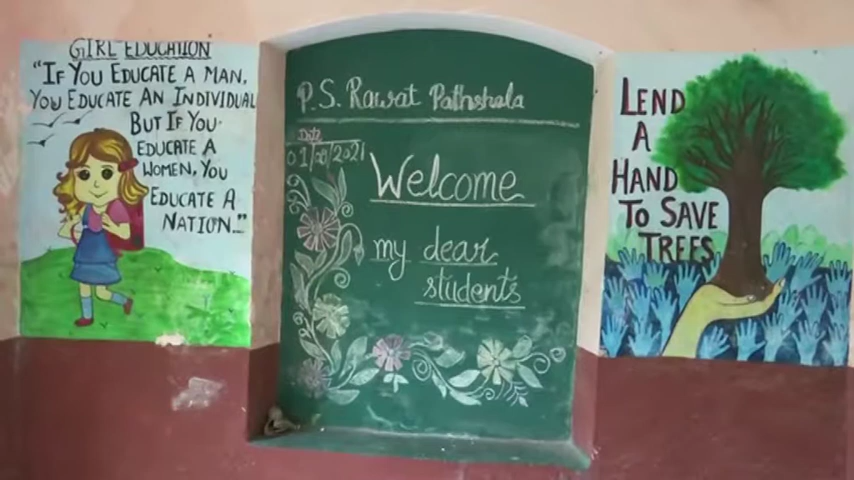 GIRL EDUCATION
"IF YOU EDUCATE A MAN,
YOU EDUCATE AN INDIVIDUAL
BUT IF YOU
EDUCATE A
WOMEN, YOU
EDUCATE A
NATION..."
P.S. Rawat Pathshala
Date
01/10/2021
Welcome
my dear
students
LEND
A
HAND
TO SAVE
TREES